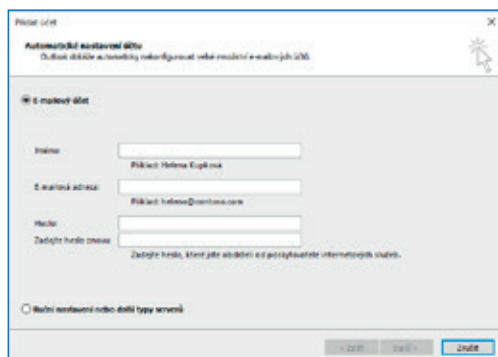 Přidat účet
Automatické nastavení účtu
Outlook dokáže automaticky nakonfigurovat velké množství e-mailových účtů.
E-mailový účet
Jméno:
Příklad: Helena Kupková
E-mailová adresa:
Příklad: helena@contoso.com
Heslo:
Zadejte heslo znovu:
Zadejte heslo, které jste obdrželi od poskytovatele internetových služeb.
Ruční nastavení nebo další typy serverů
< Zpět
Další >
Zrušit